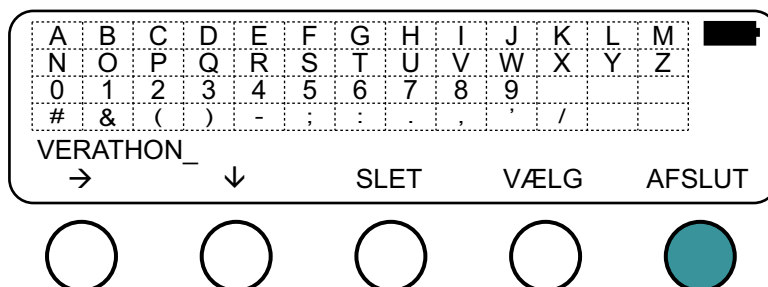 A B C D E F G H I J K L M
N O P Q R S T U V W X Y Z
0 1 2 3 4 5 6 7 8 9
# & ( ) - ; : . , ’ /
VERATHON_
→ ↓ SLET VÆLG AFSLUT